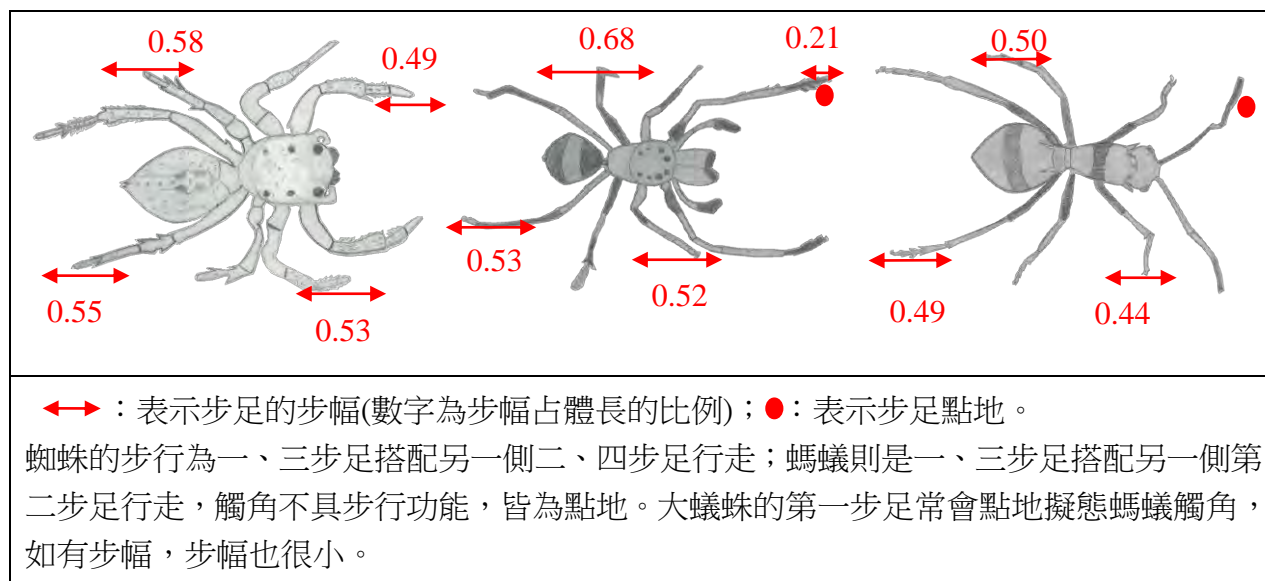 0.58
0.49
0.68
0.21
0.50
0.55
0.53
0.53
0.52
0.49
0.44
：表示步足的步幅(數字為步幅占體長的比例)；●：表示步足點地。
蜘蛛的步行為一、三步足搭配另一側二、四步足行走；螞蟻則是一、三步足搭配另一側第
二步足行走，觸角不具步行功能，皆為點地。大蟻蛛的第一步足常會點地擬態螞蟻觸角，
如有步幅，步幅也很小。